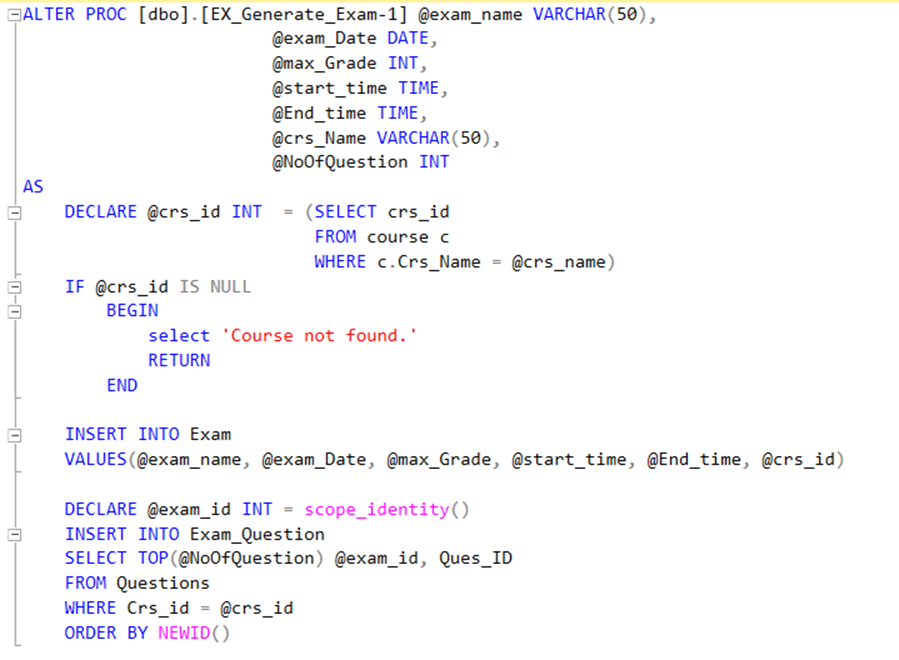 ALTER PROC [dbo].[EX_Generate_Exam-1] @exam_name VARCHAR(50),
@exam_Date DATE,
@max_Grade INT,
@start_time TIME,
@End_time TIME,
@crs_Name VARCHAR(50),
@NoOfQuestion INT
AS
DECLARE @crs_id INT = (SELECT crs_id
FROM course c
WHERE c.Crs_Name = @crs_name)
IF @crs_id IS NULL
BEGIN
select 'Course not found.'
RETURN
END
INSERT INTO Exam
VALUES(@exam_name, @exam_Date, @max_Grade, @start_time, @End_time, @crs_id)
DECLARE @exam_id INT = scope_identity()
INSERT INTO Exam_Question
SELECT TOP(@NoOfQuestion) @exam_id, Ques_ID
FROM Questions
WHERE Crs_id = @crs_id
ORDER BY NEWID()